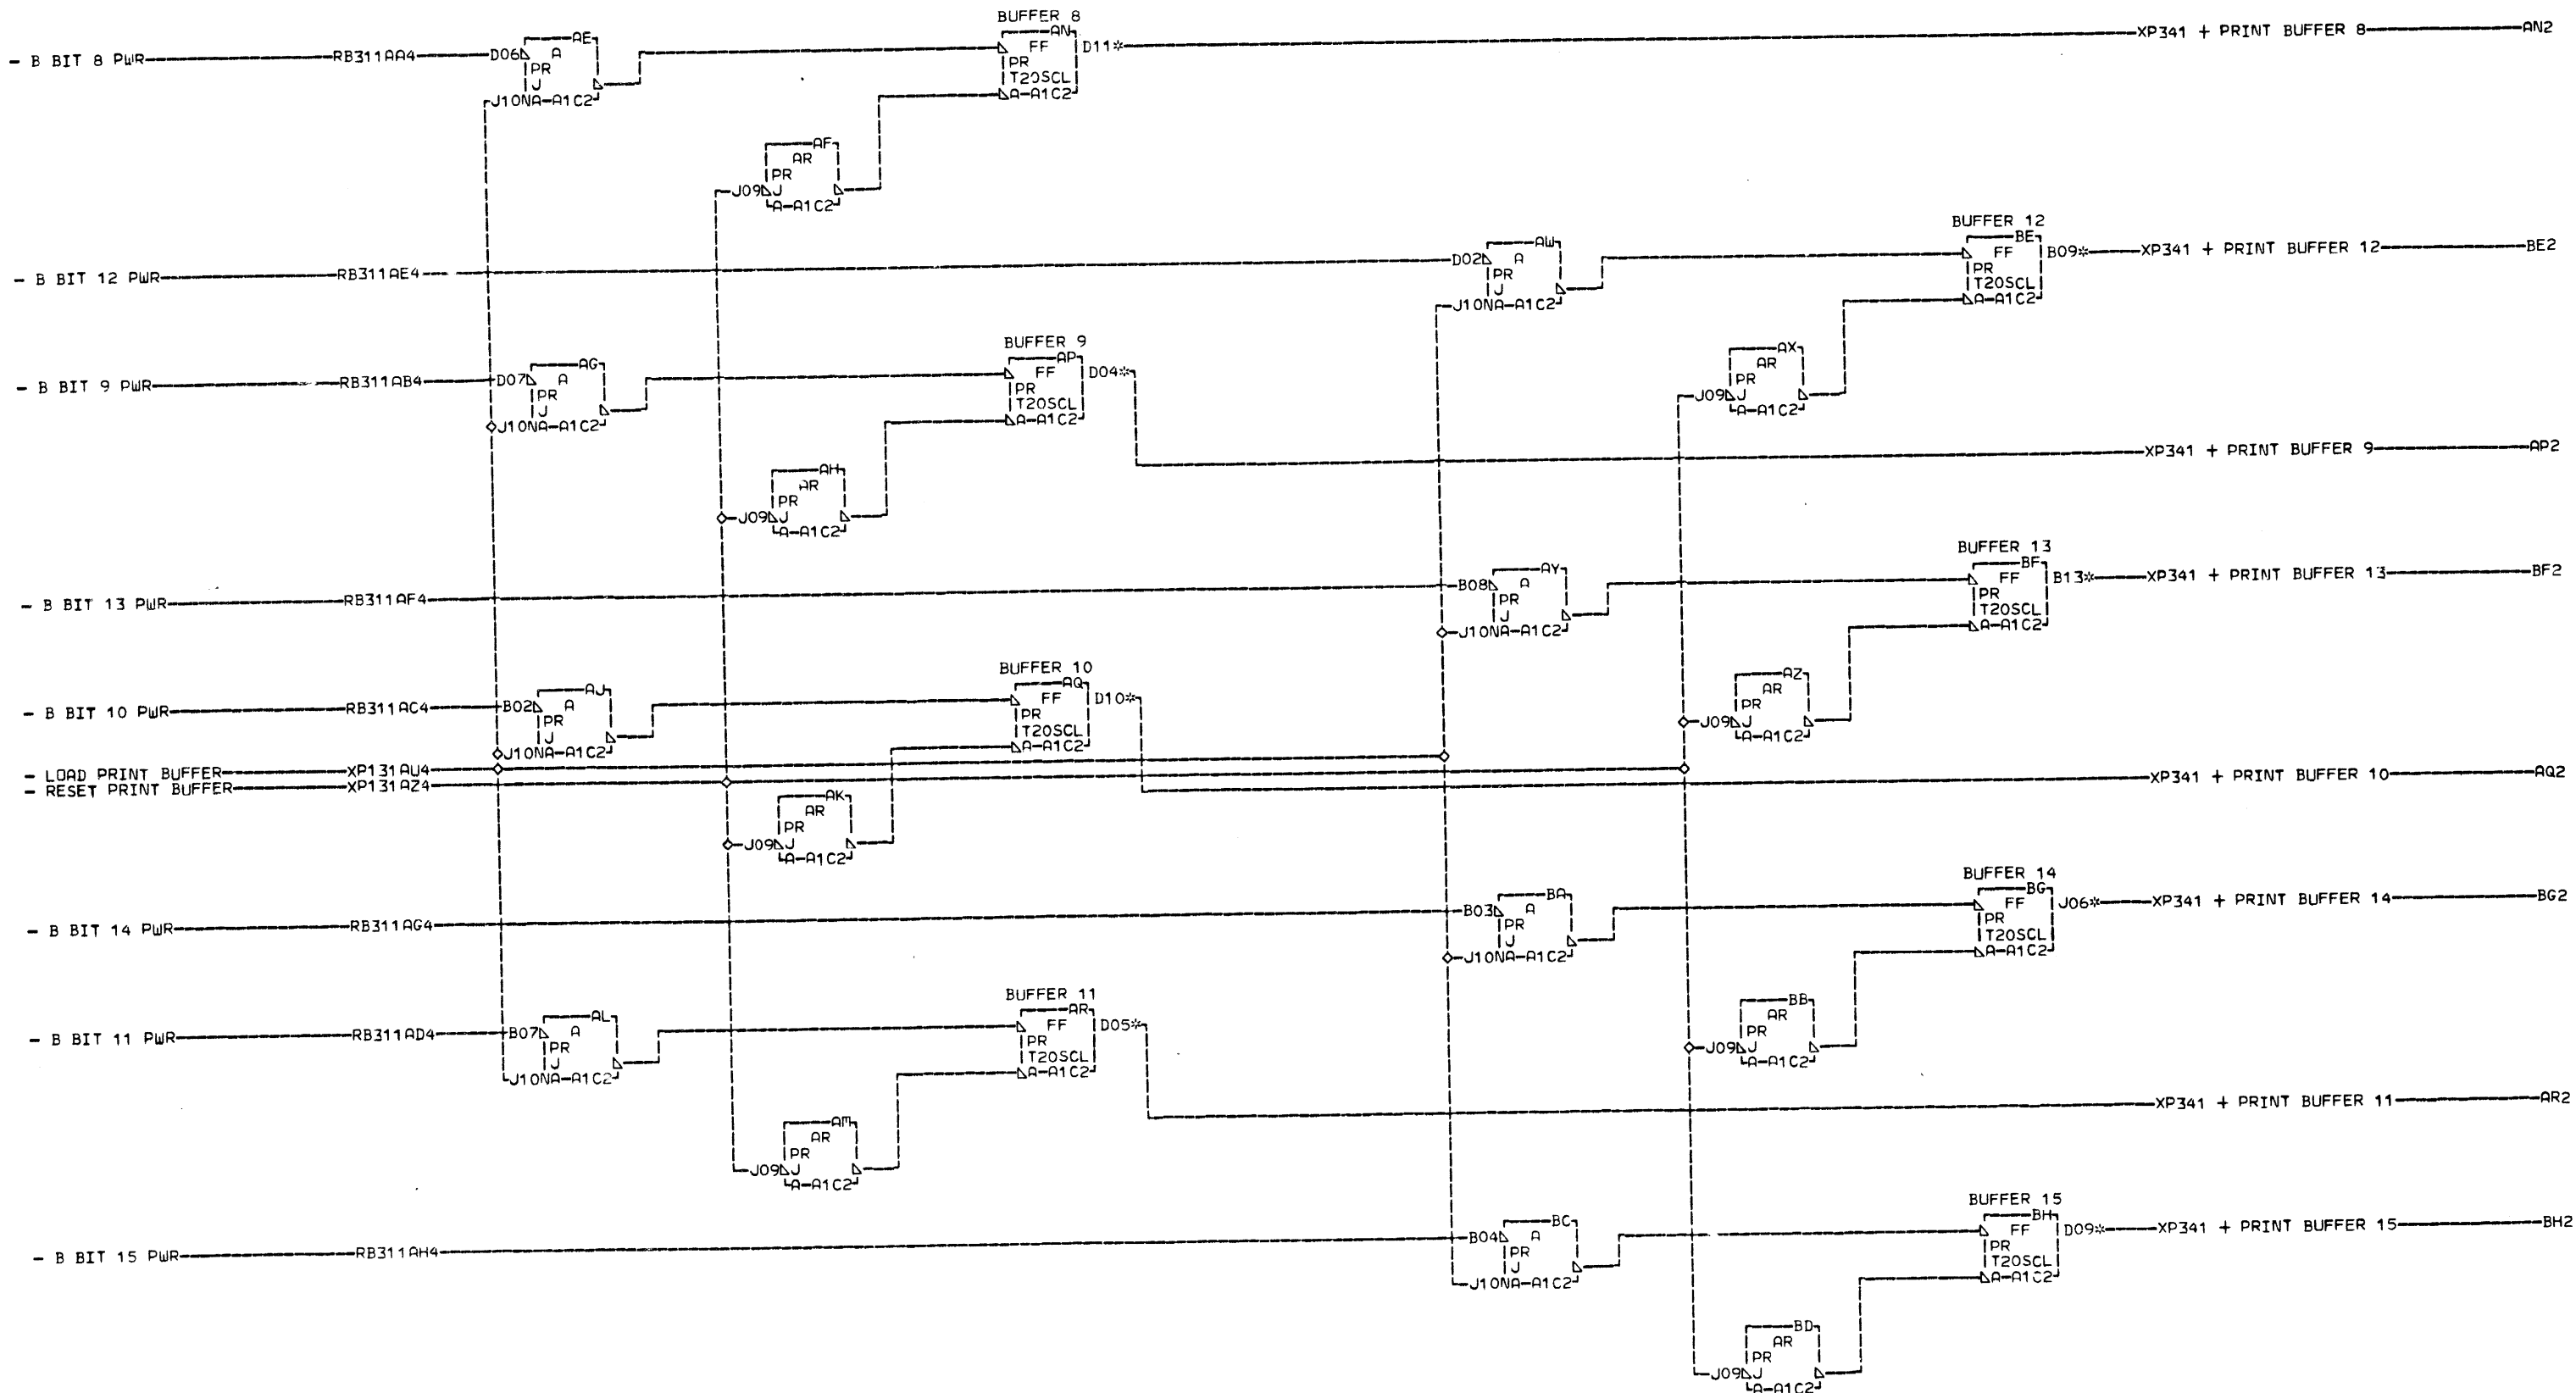 BUFFER 8
- B BIT 8 PWR RB311AA4 D06 A AE FF AN D11* XP341 + PRINT BUFFER 8 AN2
PR PR
J T20SCL
J10NA-A1C2 A-A1C2
AF
AR
PR
J09 J
A-A1C2
BUFFER 12
- B BIT 12 PWR RB311AE4 D02 A AW FF BE B09* XP341 + PRINT BUFFER 12 BE2
PR PR
J T20SCL
J10NA-A1C2 A-A1C2
BUFFER 9
- B BIT 9 PWR RB311AB4 D07 A AG FF AP D04*
PR PR
J T20SCL
J10NA-A1C2 A-A1C2
AX
AR
PR
J09 J
A-A1C2
XP341 + PRINT BUFFER 9 AP2
AH
AR
PR
J09 J
A-A1C2
BUFFER 13
- B BIT 13 PWR RB311AF4 B08 A AY FF BF B13* XP341 + PRINT BUFFER 13 BF2
PR PR
J T20SCL
J10NA-A1C2 A-A1C2
BUFFER 10
- B BIT 10 PWR RB311AC4 B02 A AJ FF AQ D10*
PR PR
J T20SCL
J10NA-A1C2 A-A1C2
AZ
AR
PR
J09 J
A-A1C2
- LOAD PRINT BUFFER XP131AU4
- RESET PRINT BUFFER XP131AZ4
XP341 + PRINT BUFFER 10 AQ2
AK
AR
PR
J09 J
A-A1C2
BUFFER 14
- B BIT 14 PWR RB311AG4 B03 A BA FF BG J06* XP341 + PRINT BUFFER 14 BG2
PR PR
J T20SCL
J10NA-A1C2 A-A1C2
BUFFER 11
- B BIT 11 PWR RB311AD4 B07 A AL FF AR D05*
PR PR
J T20SCL
J10NA-A1C2 A-A1C2
BB
AR
PR
J09 J
A-A1C2
XP341 + PRINT BUFFER 11 AR2
AM
AR
PR
J09 J
A-A1C2
BUFFER 15
- B BIT 15 PWR RB311AH4 B04 A BC FF BH D09* XP341 + PRINT BUFFER 15 BH2
PR PR
J T20SCL
J10NA-A1C2 A-A1C2
BD
AR
PR
J09 J
A-A1C2